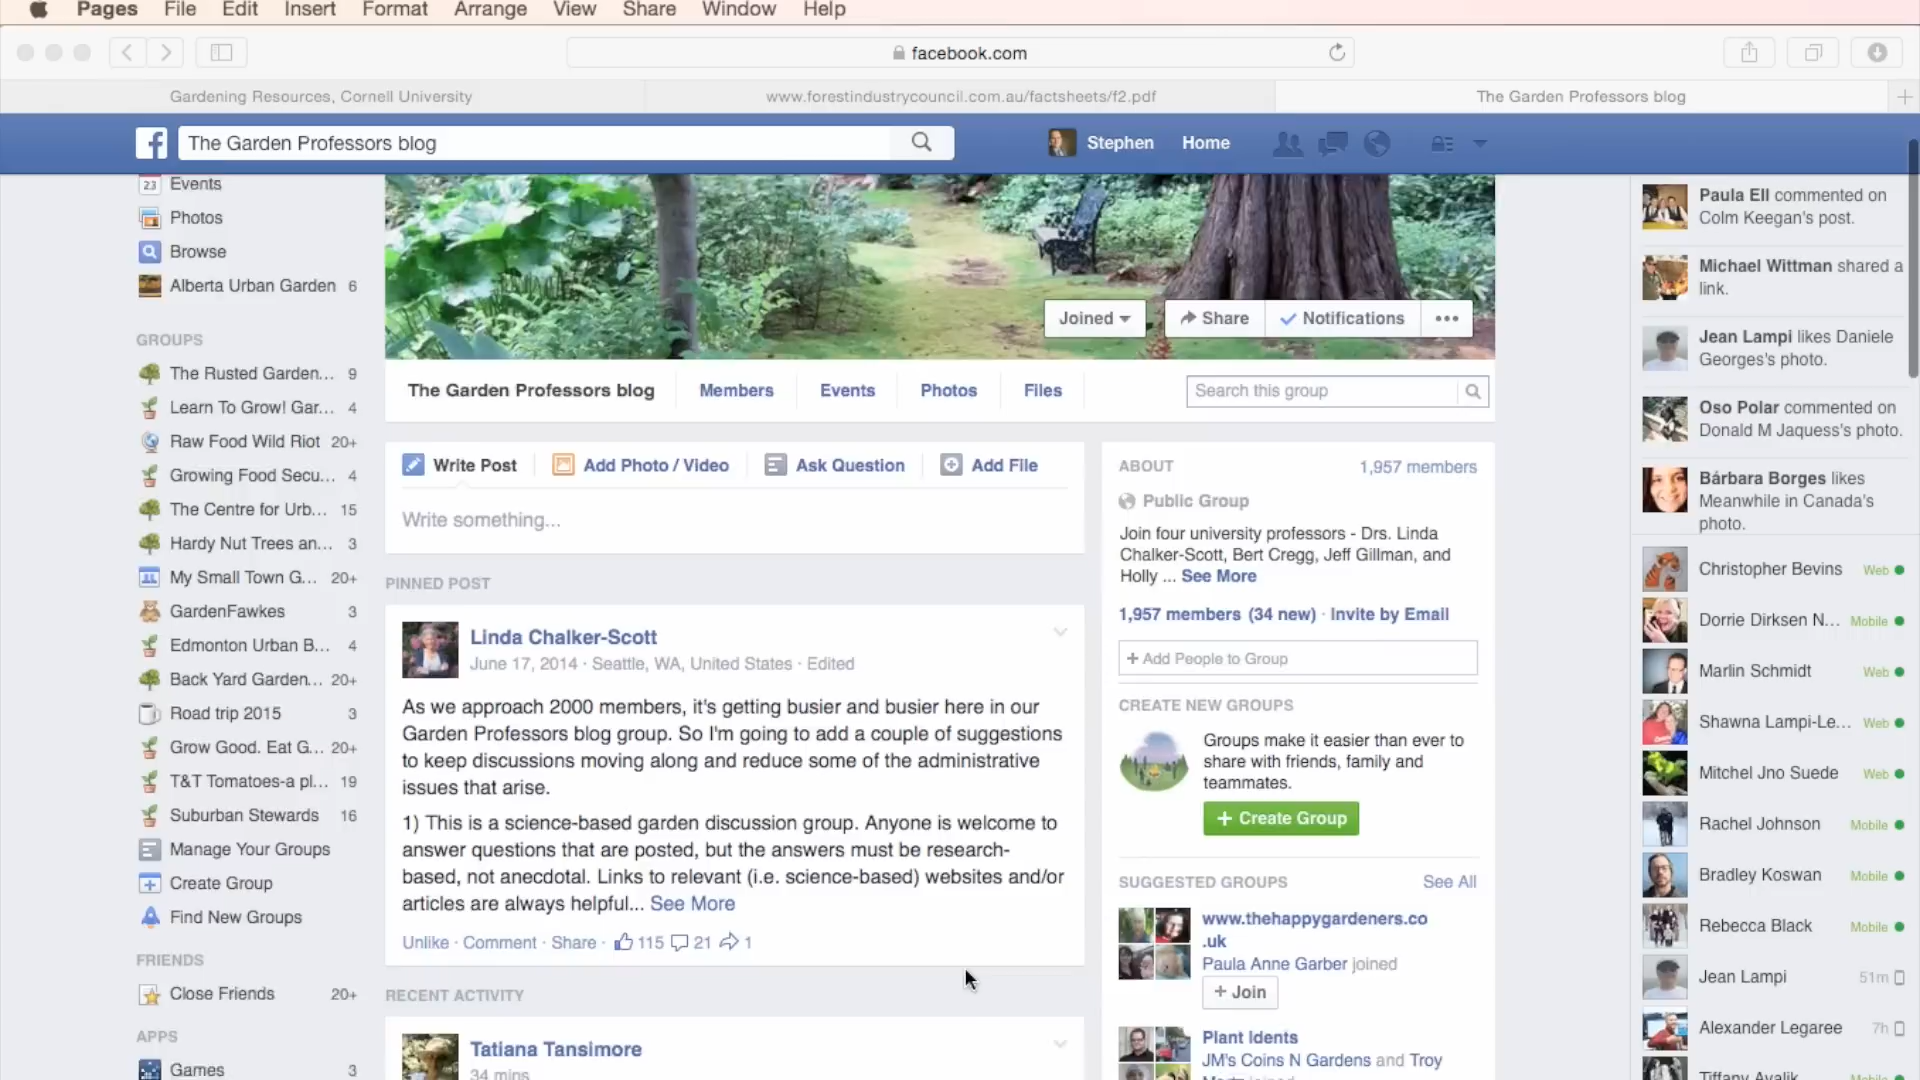 Pages File Edit Insert Format Arrange View Share Window Help
facebook.com
Gardening Resources, Cornell University
www.forestindustrycouncil.com.au/factsheets/f2.pdf
The Garden Professors blog
The Garden Professors blog
Stephen Home
23 Events
Photos
Browse
Alberta Urban Garden 6
GROUPS
The Rusted Garden... 9
Learn To Grow! Gar... 4
Raw Food Wild Riot 20+
Growing Food Secu... 4
The Centre for Urb... 15
Hardy Nut Trees an... 3
My Small Town G... 20+
GardenFawkes 3
Edmonton Urban B... 4
Back Yard Garden... 20+
Road trip 2015 3
Grow Good. Eat G... 20+
T&T Tomatoes-a pl... 19
Suburban Stewards 16
Manage Your Groups
Create Group
Find New Groups
FRIENDS
Close Friends 20+
APPS
Games 3
Joined
Share
Notifications
The Garden Professors blog Members Events Photos Files
Search this group
Write Post Add Photo / Video Ask Question Add File
Write something...
PINNED POST
Linda Chalker-Scott
June 17, 2014 · Seattle, WA, United States · Edited
As we approach 2000 members, it's getting busier and busier here in our
Garden Professors blog group. So I'm going to add a couple of suggestions
to keep discussions moving along and reduce some of the administrative
issues that arise.
1) This is a science-based garden discussion group. Anyone is welcome to
answer questions that are posted, but the answers must be research-
based, not anecdotal. Links to relevant (i.e. science-based) websites and/or
articles are always helpful... See More
Unlike · Comment · Share · 115 21 1
RECENT ACTIVITY
Tatiana Tansimore
34 mins
ABOUT 1,957 members
Public Group
Join four university professors - Drs. Linda
Chalker-Scott, Bert Cregg, Jeff Gillman, and
Holly ... See More
1,957 members (34 new) · Invite by Email
+ Add People to Group
CREATE NEW GROUPS
Groups make it easier than ever to
share with friends, family and
teammates.
+ Create Group
SUGGESTED GROUPS See All
www.thehappygardeners.co
.uk
Paula Anne Garber joined
+ Join
Plant Idents
JM's Coins N Gardens and Troy
joined
Paula Ell commented on
Colm Keegan's post.
Michael Wittman shared a
link.
Jean Lampi likes Daniele
Georges's photo.
Oso Polar commented on
Donald M Jaquess's photo.
Bárbara Borges likes
Meanwhile in Canada's
photo.
Christopher Bevins Web
Dorrie Dirksen N... Mobile
Marlin Schmidt Web
Shawna Lampi-Le... Web
Mitchel Jno Suede Web
Rachel Johnson Mobile
Bradley Koswan Mobile
Rebecca Black Mobile
Jean Lampi 51m
Alexander Legaree 7h
Tiffany Mobile